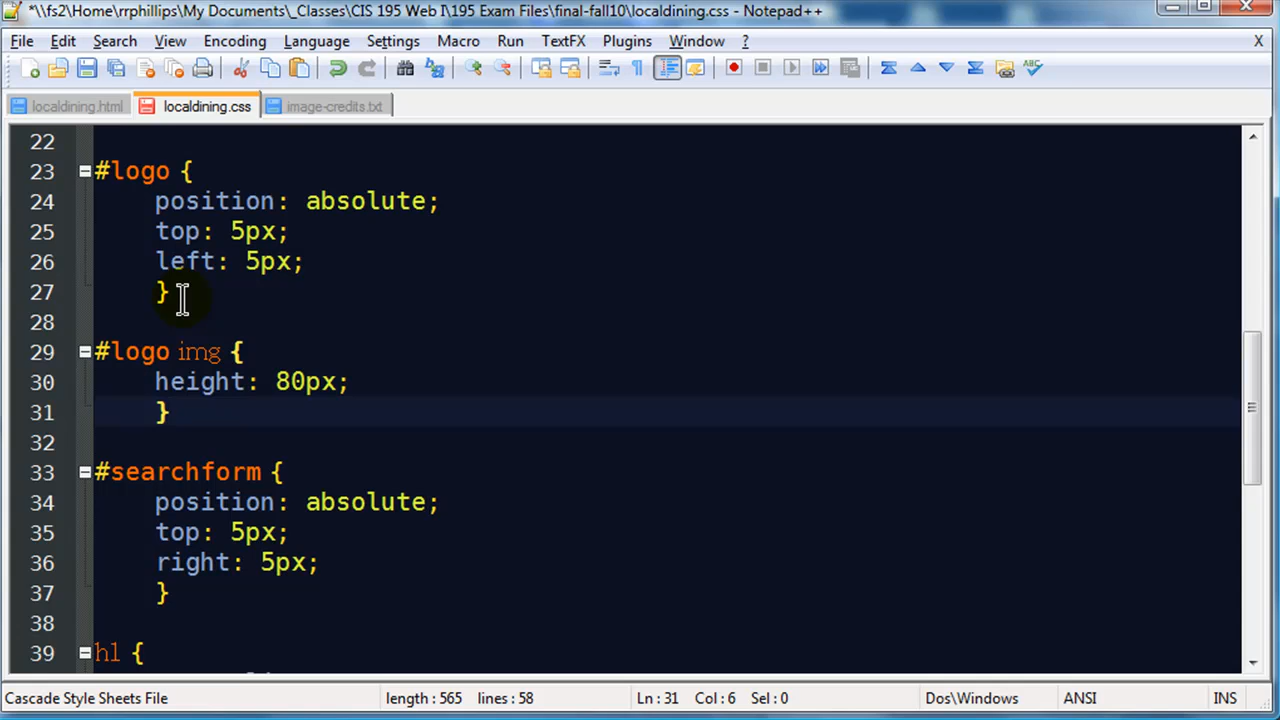 *\\fs2\Home\rrphillips\My Documents\_Classes\CIS 195 Web I\195 Exam Files\final-fall10\localdining.css - Notepad++
File Edit Search View Encoding Language Settings Macro Run TextFX Plugins Window ? X
localdining.html localdining.css image-credits.txt
22
23 #logo {
24 position: absolute;
25 top: 5px;
26 left: 5px;
27 }
28
29 #logo img {
30 height: 80px;
31 }
32
33 #searchform {
34 position: absolute;
35 top: 5px;
36 right: 5px;
37 }
38
39 h1 {
Cascade Style Sheets File length : 565 lines : 58 Ln : 31 Col : 6 Sel : 0 Dos\Windows ANSI INS